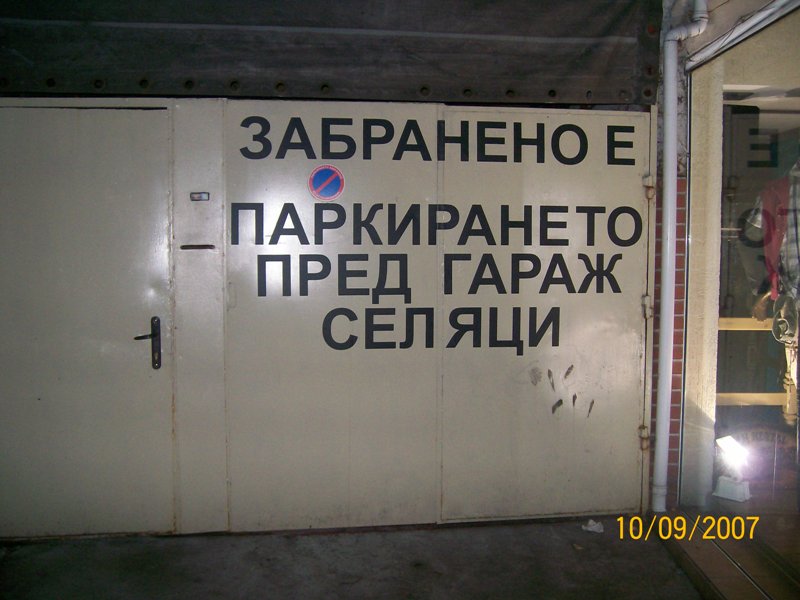 ЗАБРАНЕНО Е
ПАРКИРАНЕТО
ПРЕД ГАРАЖ
СЕЛЯЦИ
10/09/2007